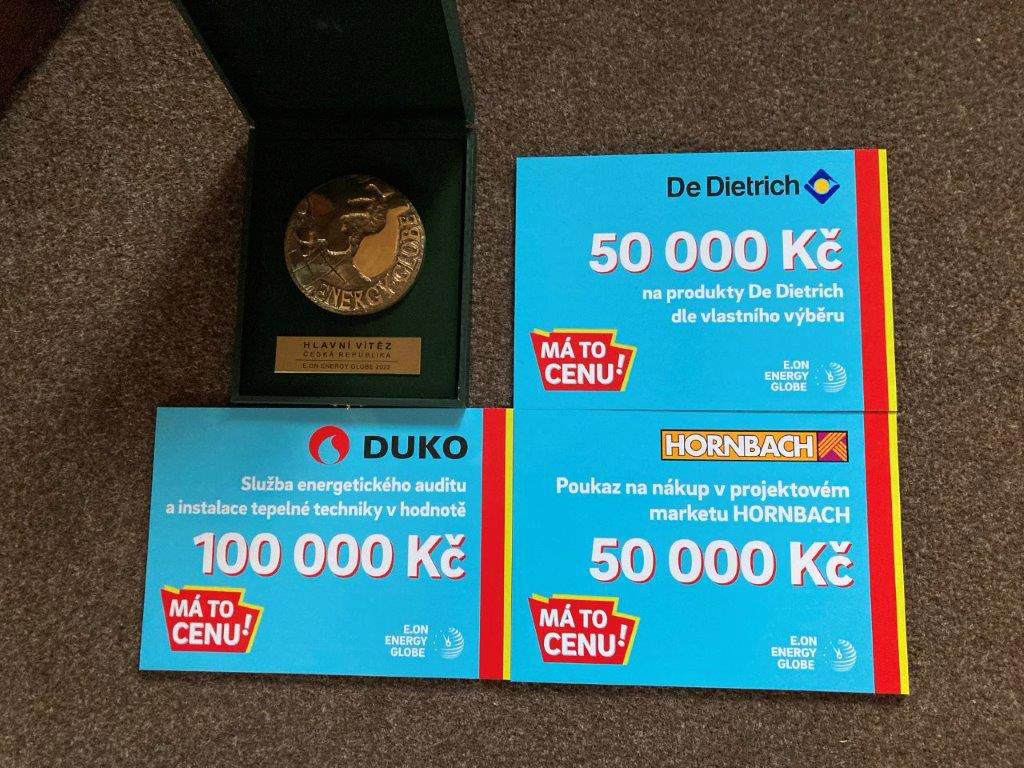 ENERGY GLOBE
HLAVNÍ VÍTĚZ
ČESKÁ REPUBLIKA
E.ON ENERGY GLOBE 2022
De Dietrich
50 000 Kč
na produkty De Dietrich
dle vlastního výběru
MÁ TO
CENU!
E.ON
ENERGY
GLOBE
DUKO
Služba energetického auditu
a instalace tepelné techniky v hodnotě
100 000 Kč
MÁ TO
CENU!
E.ON
ENERGY
GLOBE
HORNBACH
Poukaz na nákup v projektovém
marketu HORNBACH
50 000 Kč
MÁ TO
CENU!
E.ON
ENERGY
GLOBE